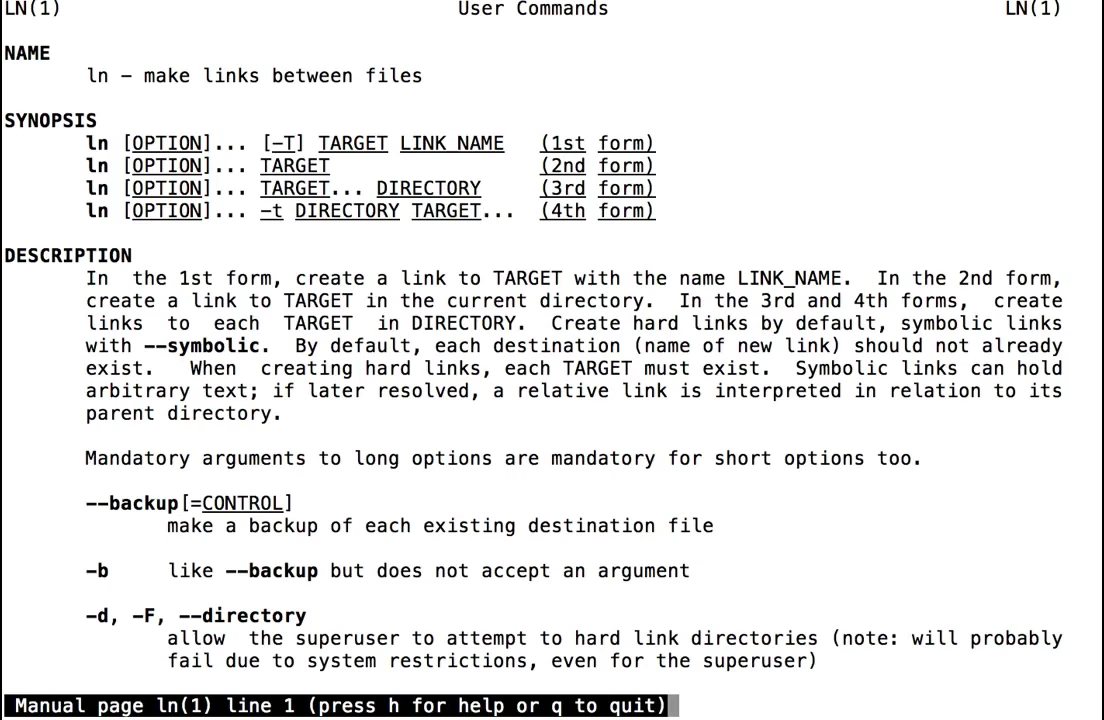 LN(1) User Commands LN(1)
NAME
ln – make links between files
SYNOPSIS
ln [OPTION]... [–T] TARGET LINK_NAME (1st form)
ln [OPTION]... TARGET (2nd form)
ln [OPTION]... TARGET... DIRECTORY (3rd form)
ln [OPTION]... –t DIRECTORY TARGET... (4th form)
DESCRIPTION
In the 1st form, create a link to TARGET with the name LINK_NAME. In the 2nd form,
create a link to TARGET in the current directory. In the 3rd and 4th forms, create
links to each TARGET in DIRECTORY. Create hard links by default, symbolic links
with ––symbolic. By default, each destination (name of new link) should not already
exist. When creating hard links, each TARGET must exist. Symbolic links can hold
arbitrary text; if later resolved, a relative link is interpreted in relation to its
parent directory.
Mandatory arguments to long options are mandatory for short options too.
––backup[=CONTROL]
make a backup of each existing destination file
–b like ––backup but does not accept an argument
–d, –F, ––directory
allow the superuser to attempt to hard link directories (note: will probably
fail due to system restrictions, even for the superuser)
Manual page ln(1) line 1 (press h for help or q to quit)